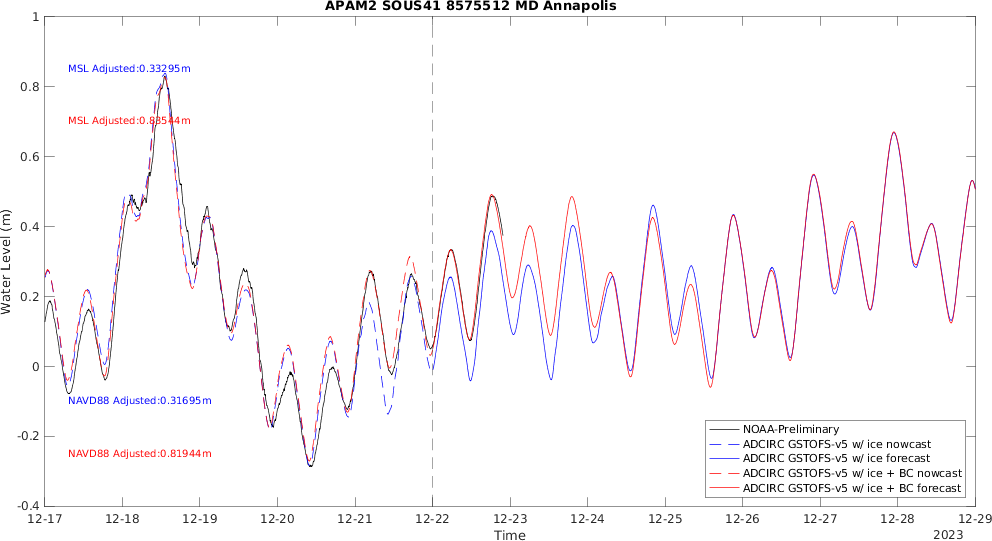 APAM2 SOUS41 8575512 MD Annapolis
1
0.8
0.6
0.4
0.2
0
-0.2
-0.4
Water Level (m)
MSL Adjusted:0.33295m
MSL Adjusted:0.83544m
NAVD88 Adjusted:0.31695m
NAVD88 Adjusted:0.81944m
NOAA-Preliminary
ADCIRC GSTOFS-v5 w/ ice nowcast
ADCIRC GSTOFS-v5 w/ ice forecast
ADCIRC GSTOFS-v5 w/ ice + BC nowcast
ADCIRC GSTOFS-v5 w/ ice + BC forecast
12-17 12-18 12-19 12-20 12-21 12-22 12-23 12-24 12-25 12-26 12-27 12-28 12-29
Time
2023